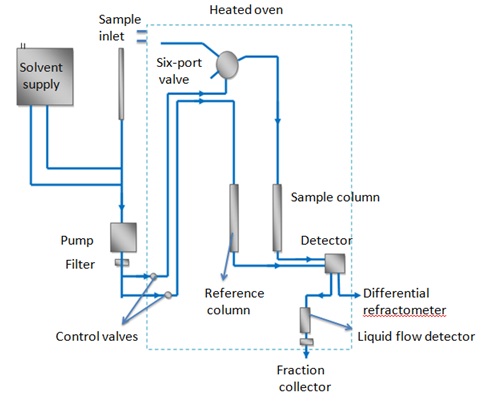 Heated oven
Sample
inlet
Six-port
valve
Solvent
supply
Sample column
Pump
Detector
Filter
Reference
column
Differential
refractometer
Control valves
Liquid flow detector
Fraction
collector